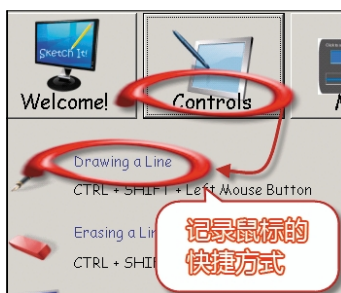 Sketch It!
Welcome!
Controls
Drawing a Line
CTRL + SHIFT + Left Mouse Button
Erasing a Lin
CTRL + SHIF
记录鼠标的
快捷方式